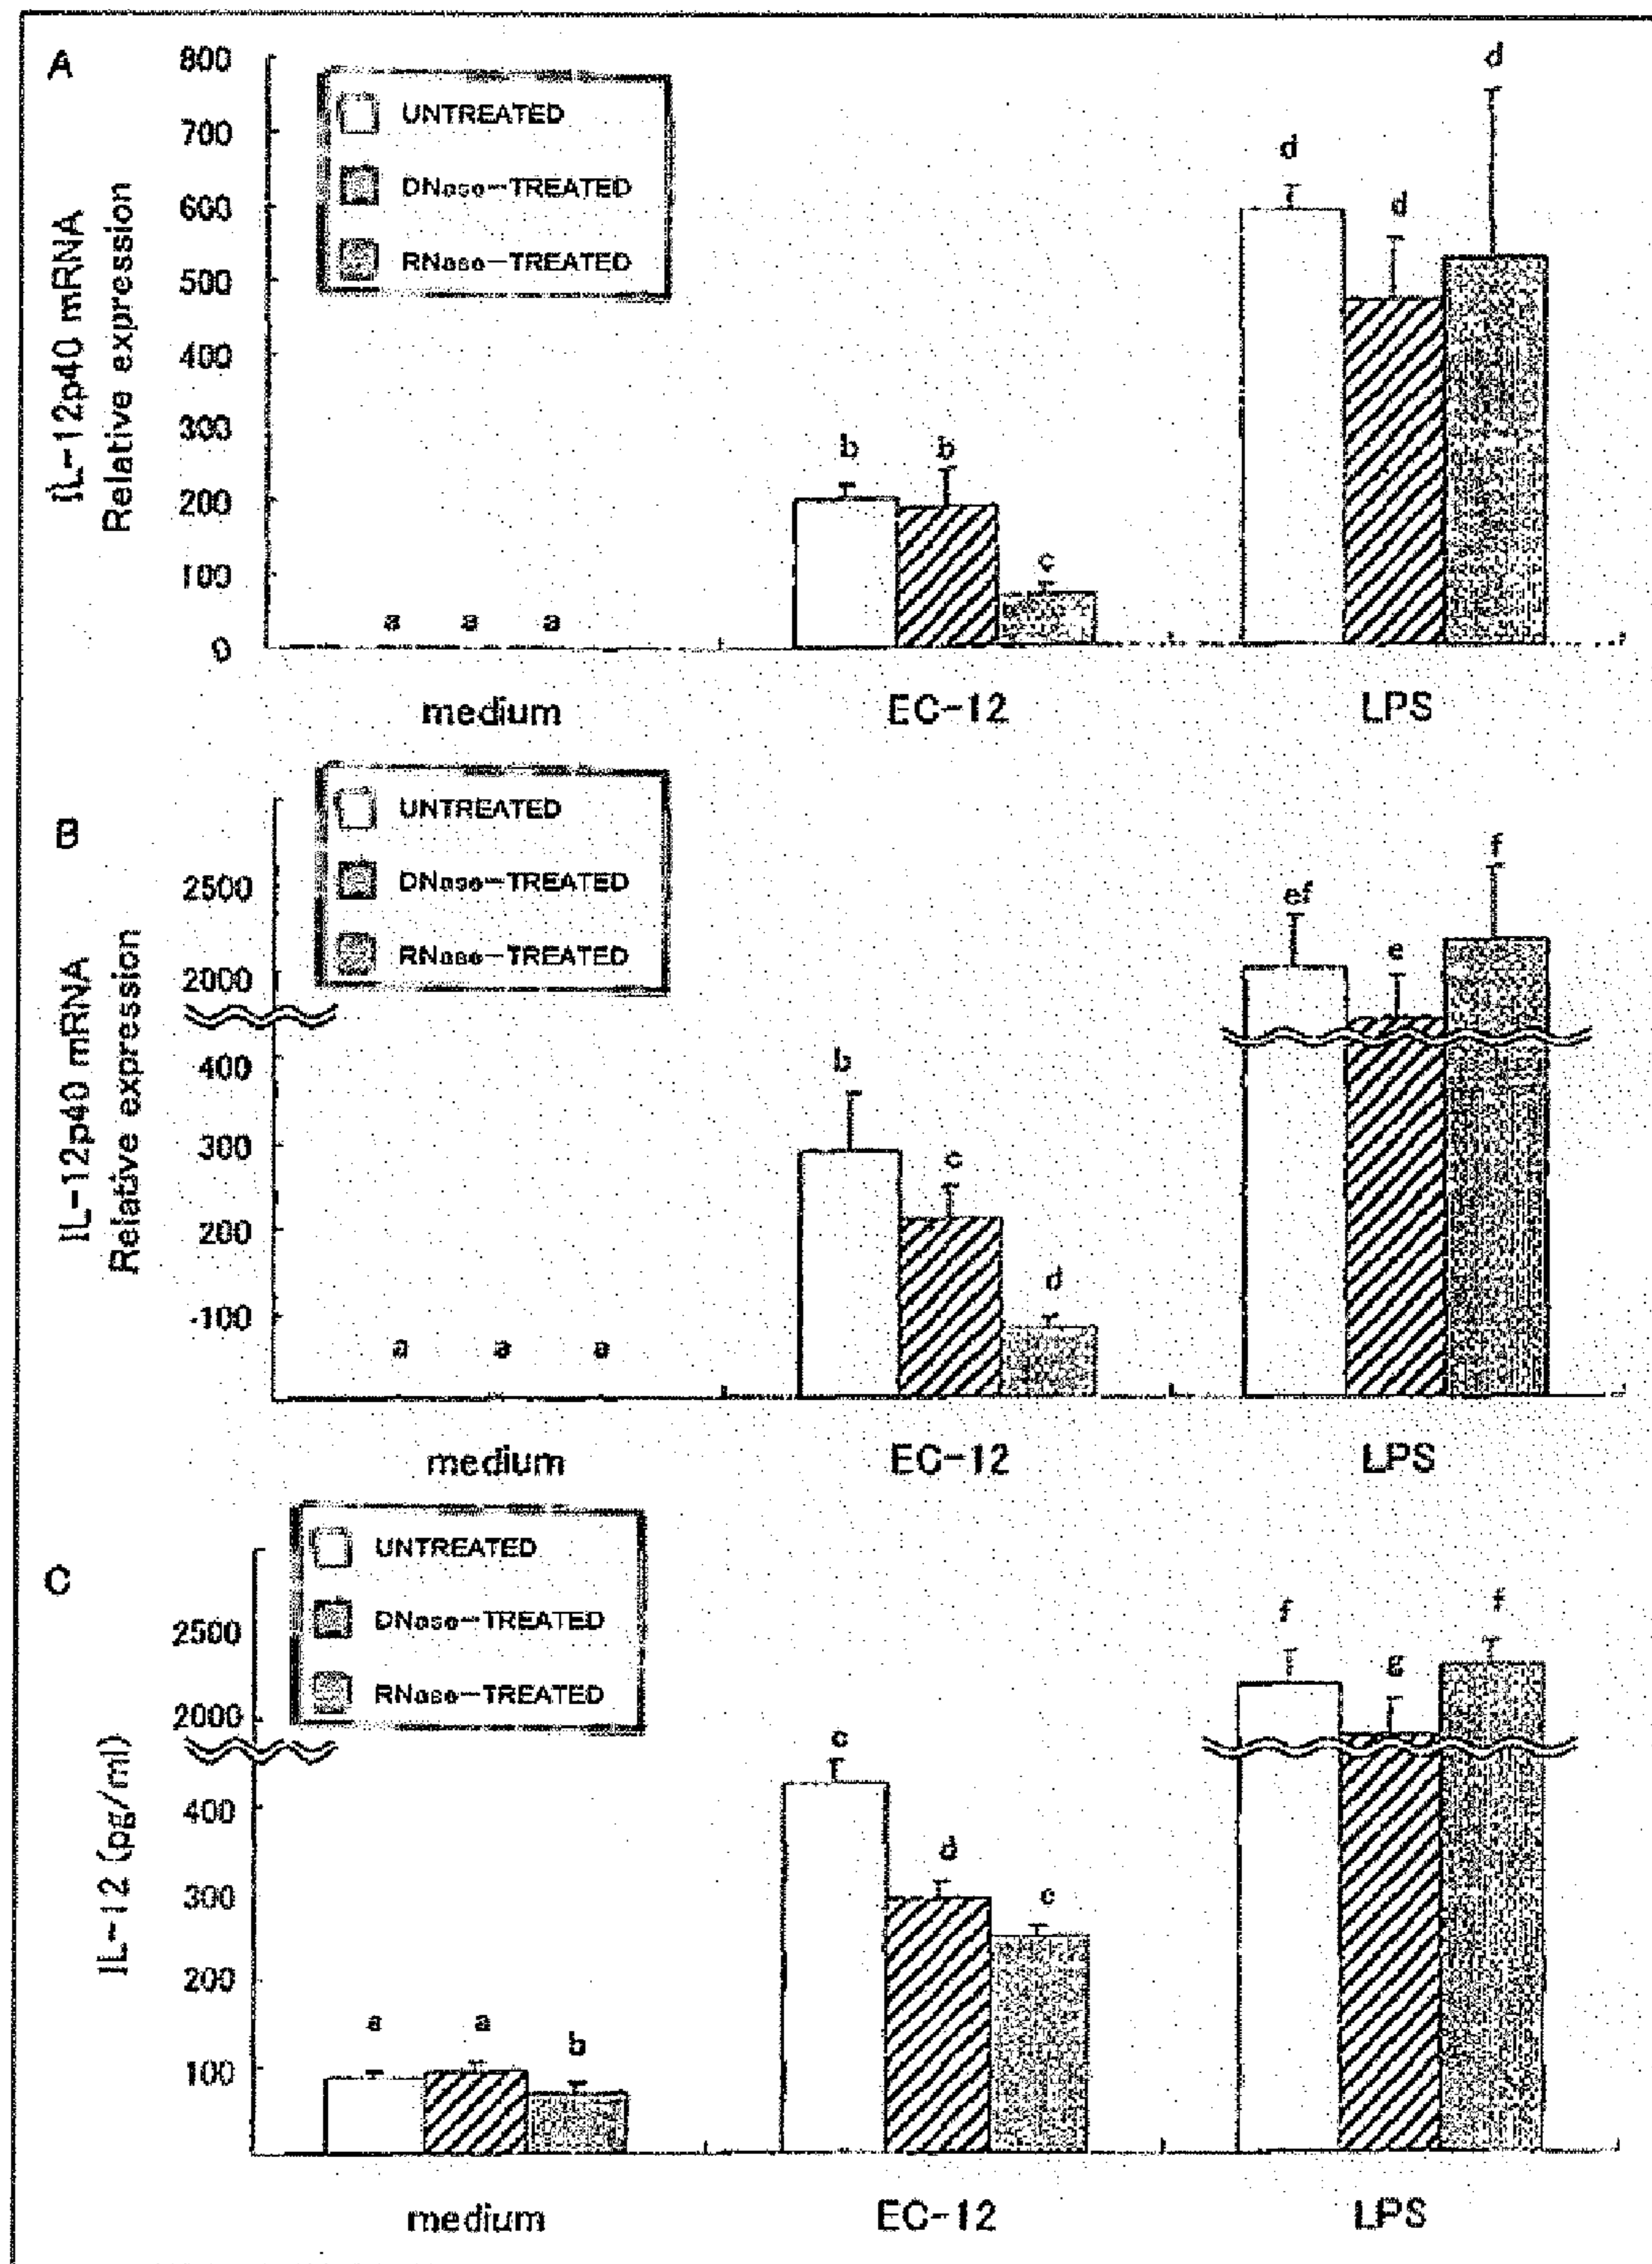 A
800
700
600
500
400
300
200
100
0
IL-12p40 mRNA
Relative expression
UNTREATED
DNase-TREATED
RNase-TREATED
a a a
b b c
d d d
medium EC-12 LPS
B
2500
2000
400
300
200
100
IL-12p40 mRNA
Relative expression
UNTREATED
DNase-TREATED
RNase-TREATED
a a a
b c d
ef e f
medium EC-12 LPS
C
2500
2000
400
300
200
100
IL-12 (pg/ml)
UNTREATED
DNase-TREATED
RNase-TREATED
a a b
c d
f f
medium EC-12 LPS